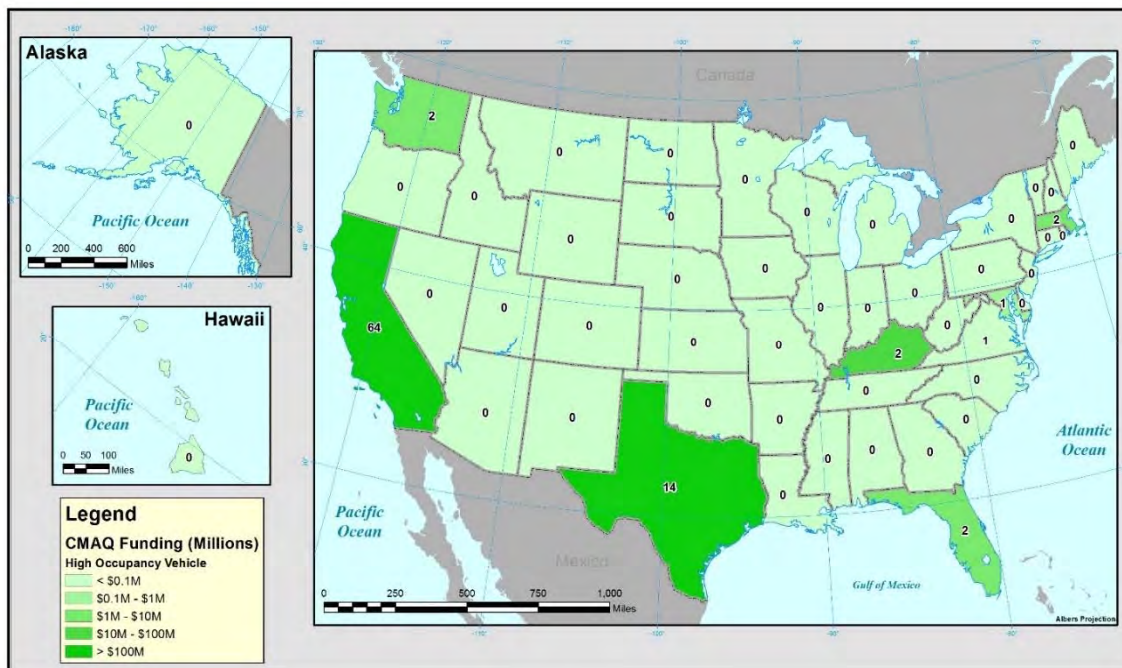 Alaska
0
Pacific Ocean
0 200 400 600
Miles
Hawaii
Pacific
Ocean
0
0 50 100
Miles
Legend
CMAQ Funding (Millions)
High Occupancy Vehicle
< $0.1M
$0.1M - $1M
$1M - $10M
$10M - $100M
> $100M
Canada
2
0
0
0
0
0
0
0
0
0
0
0
0
0
2
0
0
0
0
0
0
0
0
0
0
0
0
0
0
1
0
64
0
0
0
0
0
2
0
1
0
0
0
0
0
0
0
0
0
0
14
0
2
Atlantic
Ocean
Pacific
Ocean
Mexico
Gulf of Mexico
0 250 500 750 1,000
Miles
Albers Projection